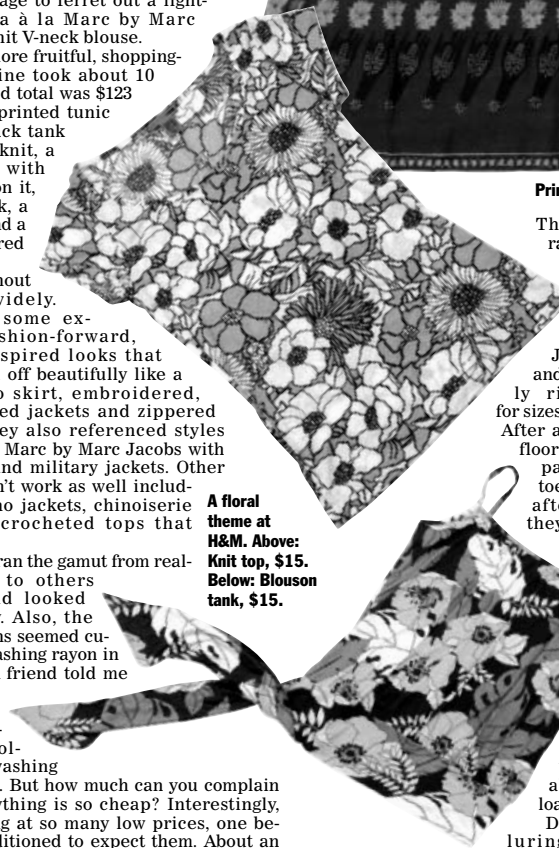 age to ferret out a light-
a à la Marc by Marc
nit V-neck blouse.
ore fruitful, shopping-
ine took about 10
d total was $123
printed tunic
ck tank
knit, a
with
on it,
k, a
nd a
red
hout
widely.
some ex-
shion-forward,
spired looks that
off beautifully like a
o skirt, embroidered,
ed jackets and zippered
ey also referenced styles
Marc by Marc Jacobs with
and military jackets. Other
n't work as well includ-
no jackets, chinoiserie
crocheted tops that
ran the gamut from real-
to others
d looked
. Also, the
ns seemed cu-
ashing rayon in
friend told me
ol-
washing
. But how much can you complain
ything is so cheap? Interestingly,
g at so many low prices, one be-
ditioned to expect them. About an
A floral
theme at
H&M. Above:
Knit top, $15.
Below: Blouson
tank, $15.
Prin
Th
ra
J
and
ly ri
for sizes
After a
floor
pa
toe
afte
they
a
loa
D
luring